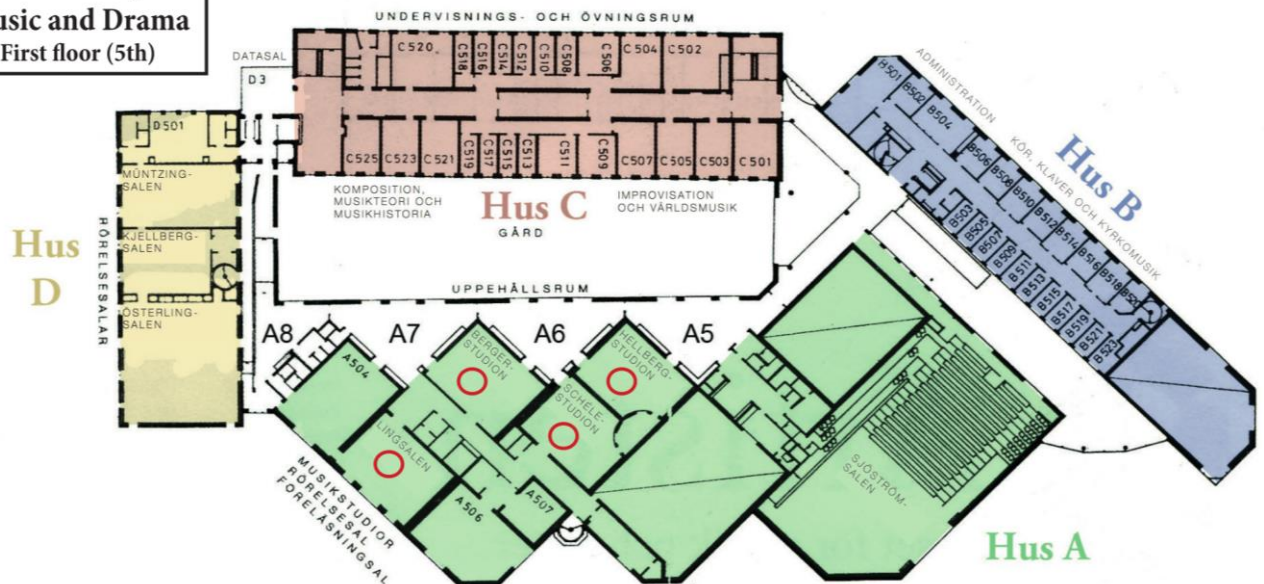 usic and Drama
First floor (5th)
UNDERVISNINGS- OCH ÖVNINGSRUM
DATASAL
D3
C520
C518
C516
C514
C512
C510
C508
C506
C504
C502
C525
C523
C521
C519
C517
C515
C513
C511
C509
C507
C505
C503
C501
KOMPOSITION,
MUSIKTEORI OCH
MUSIKHISTORIA
Hus C
GÅRD
IMPROVISATION
OCH VÄRLDSMUSIK
UPPEHÅLLSRUM
D501
MÜNTZING-
SALEN
KJELLBERG-
SALEN
ÖSTERLING-
SALEN
RÖRELSESALAR
Hus
D
ADMINISTRATION
KÖR, KLAVER OCH KYRKOMUSIK
Hus B
B501
B502
B504
B506
B508
B510
B512
B514
B516
B518
B520
B503
B505
B507
B509
B511
B513
B515
B517
B519
B521
B523
A8
A7
A6
A5
A504
BERGER-
STUDION
HELLBERG-
STUDION
SCHELE-
STUDION
LINGSALEN
A506
A507
SJÖSTRÖM-
SALEN
MUSIKSTUDIOR
RÖRELSESAL
FÖRELÄSNINGSAL
Hus A